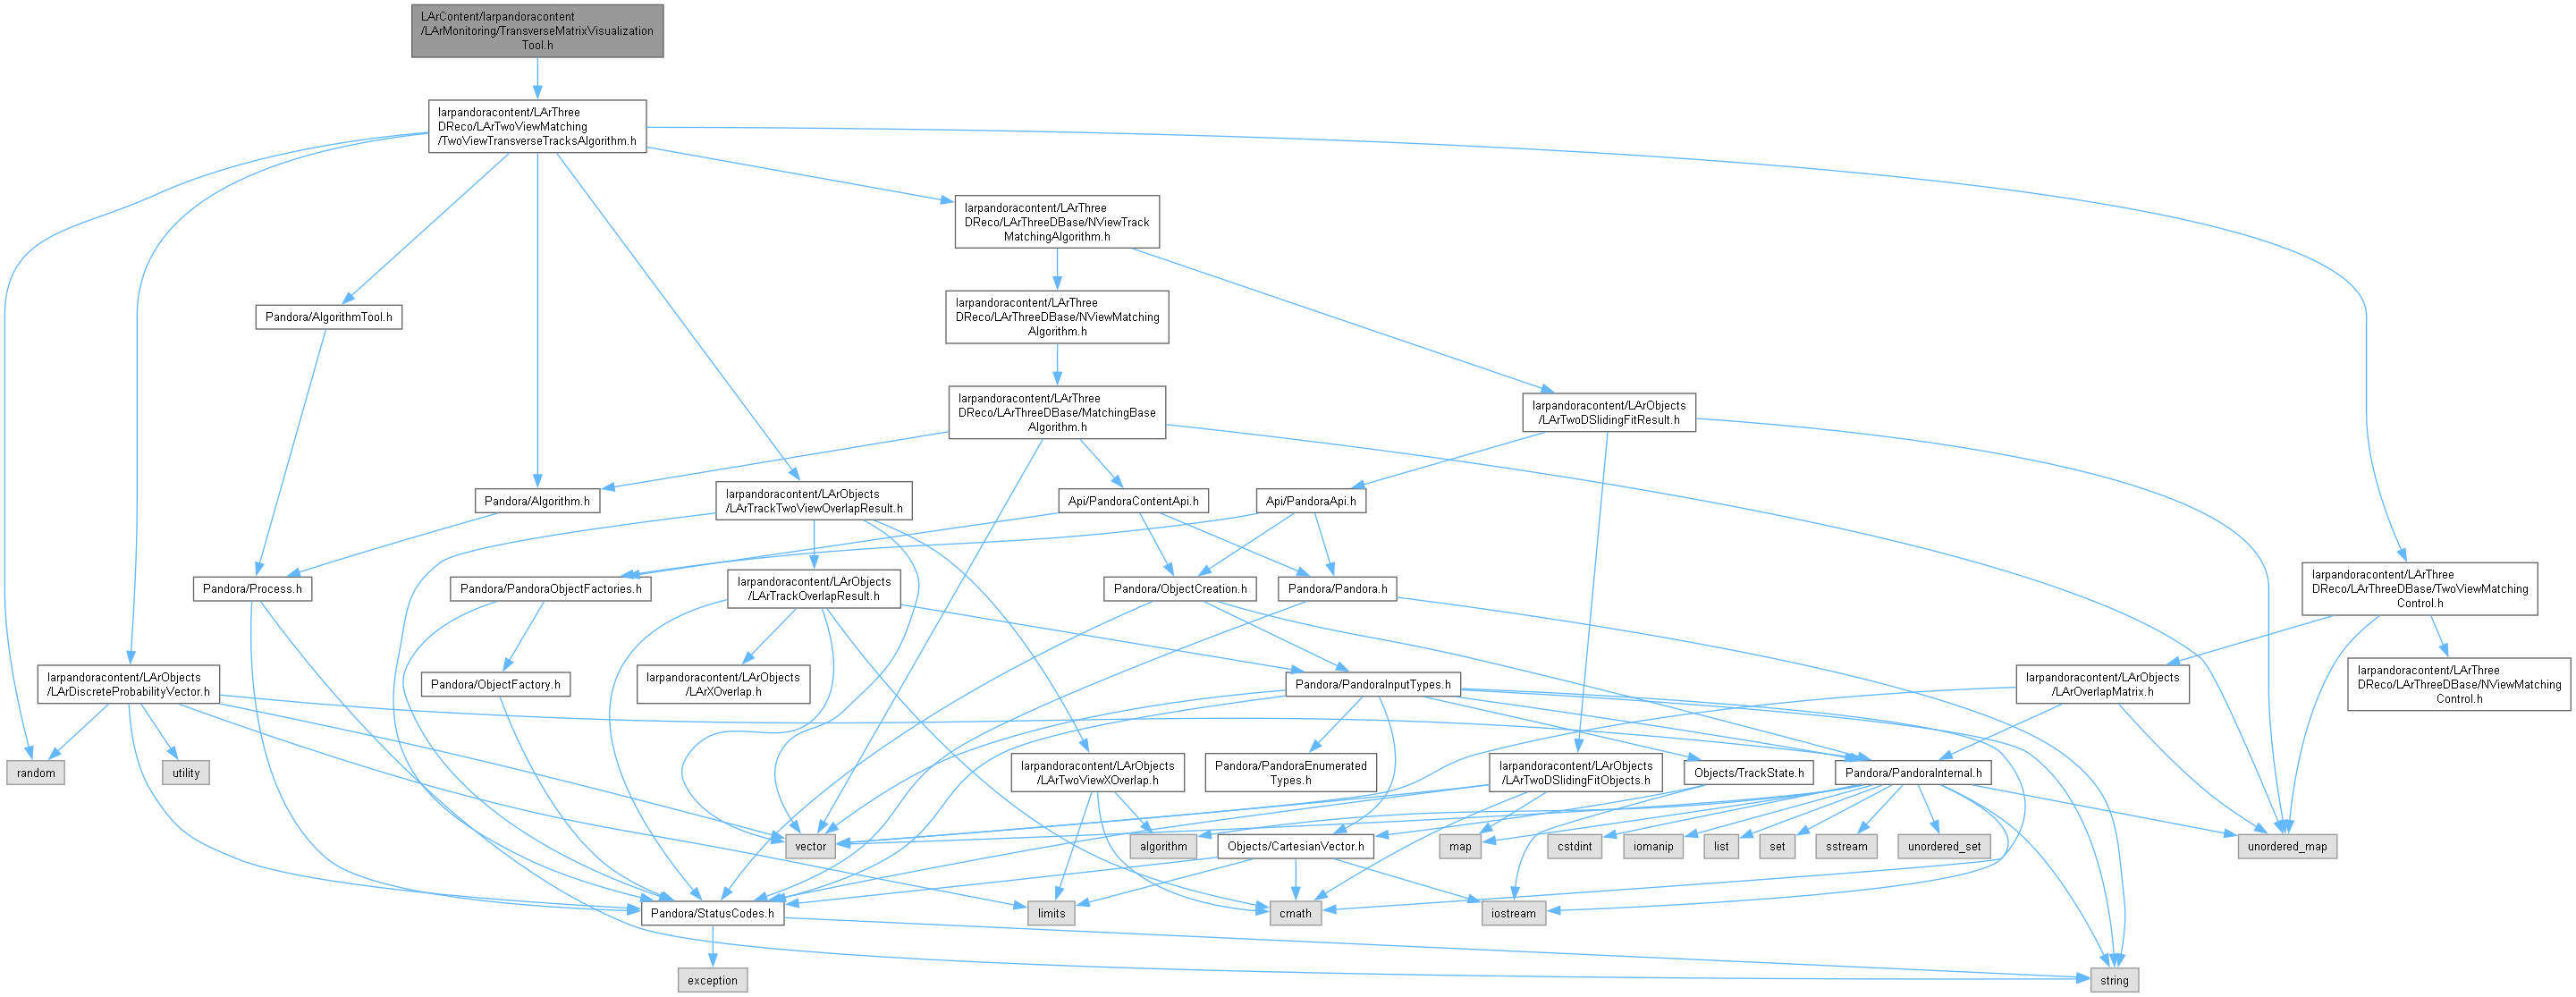 LArContent/larpandoracontent
/LArMonitoring/TransverseMatrixVisualization
Tool.h
larpandoracontent/LArThree
DReco/LArTwoViewMatching
/TwoViewTransverseTracksAlgorithm.h
larpandoracontent/LArThree
DReco/LArThreeDBase/NViewTrack
MatchingAlgorithm.h
Pandora/AlgorithmTool.h
larpandoracontent/LArThree
DReco/LArThreeDBase/NViewMatching
Algorithm.h
larpandoracontent/LArThree
DReco/LArThreeDBase/MatchingBase
Algorithm.h
larpandoracontent/LArObjects
/LArTwoDSlidingFitResult.h
Pandora/Algorithm.h
larpandoracontent/LArObjects
/LArTrackTwoViewOverlapResult.h
Api/PandoraContentApi.h
Api/PandoraApi.h
Pandora/Process.h
Pandora/PandoraObjectFactories.h
larpandoracontent/LArObjects
/LArTrackOverlapResult.h
Pandora/ObjectCreation.h
Pandora/Pandora.h
larpandoracontent/LArThree
DReco/LArThreeDBase/TwoViewMatching
Control.h
larpandoracontent/LArObjects
/LArDiscreteProbabilityVector.h
Pandora/ObjectFactory.h
larpandoracontent/LArObjects
/LArXOverlap.h
Pandora/PandoraInputTypes.h
larpandoracontent/LArObjects
/LArOverlapMatrix.h
larpandoracontent/LArThree
DReco/LArThreeDBase/NViewMatching
Control.h
random
utility
larpandoracontent/LArObjects
/LArTwoViewXOverlap.h
Pandora/PandoraEnumerated
Types.h
larpandoracontent/LArObjects
/LArTwoDSlidingFitObjects.h
Objects/TrackState.h
Pandora/PandoraInternal.h
vector
algorithm
Objects/CartesianVector.h
map
cstdint
iomanip
list
set
sstream
unordered_set
unordered_map
Pandora/StatusCodes.h
limits
cmath
iostream
exception
string